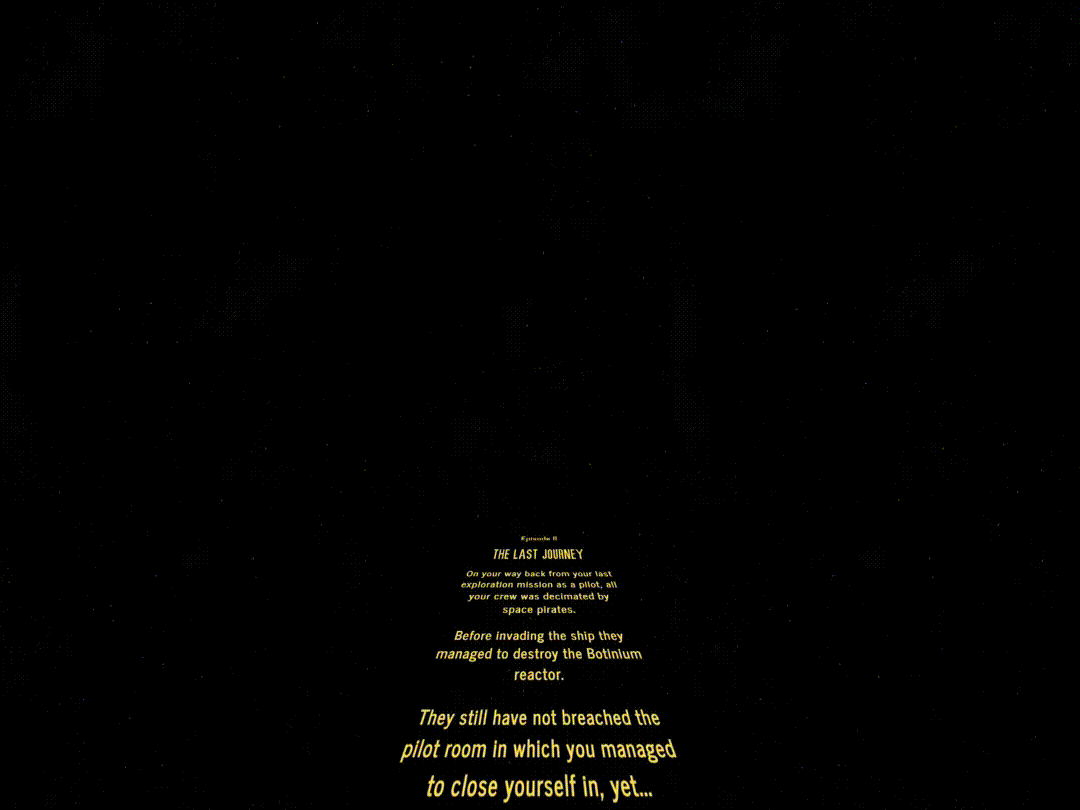 Episode II
THE LAST JOURNEY
On your way back from your last
exploration mission as a pilot, all
your crew was decimated by
space pirates.
Before invading the ship they
managed to destroy the Botinium
reactor.
They still have not breached the
pilot room in which you managed
to close yourself in, yet...